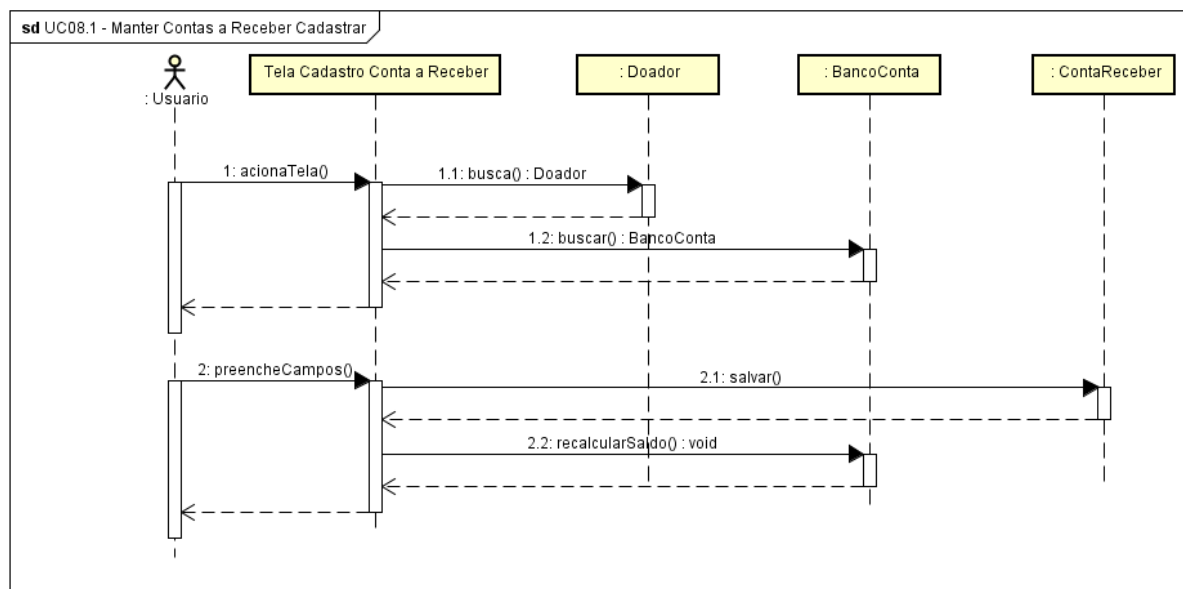 sd UC08.1 - Manter Contas a Receber Cadastrar
: Usuario
Tela Cadastro Conta a Receber
: Doador
: BancoConta
: ContaReceber
1: acionaTela()
1.1: busca() : Doador
1.2: buscar() : BancoConta
2: preencheCampos()
2.1: salvar()
2.2: recalcularSaldo() : void